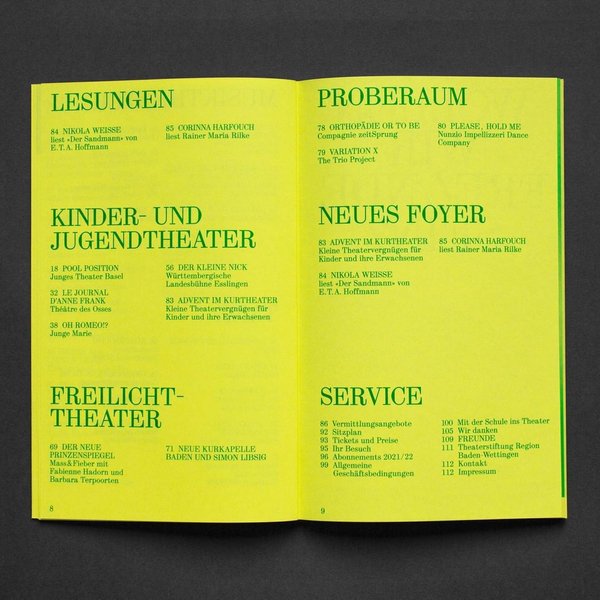 LESUNGEN
84 NIKOLA WEISSE
liest «Der Sandmann» von
E. T. A. Hoffmann
85 CORINNA HARFOUCH
liest Rainer Maria Rilke
KINDER- UND
JUGENDTHEATER
18 POOL POSITION
Junges Theater Basel
32 LE JOURNAL
D'ANNE FRANK
Théâtre des Osses
38 OH ROMEO!?
Junge Marie
56 DER KLEINE NICK
Württembergische
Landesbühne Esslingen
83 ADVENT IM KURTHEATER
Kleine Theatervergnügen für
Kinder und ihre Erwachsenen
FREILICHT-
THEATER
69 DER NEUE
PRINZENSPIEGEL
Mass&Fieber mit
Fabienne Hadorn und
Barbara Terpoorten
71 NEUE KURKAPELLE
BADEN UND SIMON LIBSIG
8
PROBERAUM
78 ORTHOPÄDIE OR TO BE
Compagnie zeitSprung
79 VARIATION X
The Trio Project
80 PLEASE, HOLD ME
Nunzio Impellizzeri Dance
Company
NEUES FOYER
83 ADVENT IM KURTHEATER
Kleine Theatervergnügen für
Kinder und ihre Erwachsenen
84 NIKOLA WEISSE
liest «Der Sandmann» von
E. T. A. Hoffmann
85 CORINNA HARFOUCH
liest Rainer Maria Rilke
SERVICE
86 Vermittlungsangebote
92 Sitzplan
93 Tickets und Preise
95 Ihr Besuch
96 Abonnements 2021/22
99 Allgemeine
Geschäftsbedingungen
100 Mit der Schule ins Theater
105 Wir danken
109 FREUNDE
111 Theaterstiftung Region
Baden-Wettingen
112 Kontakt
112 Impressum
9